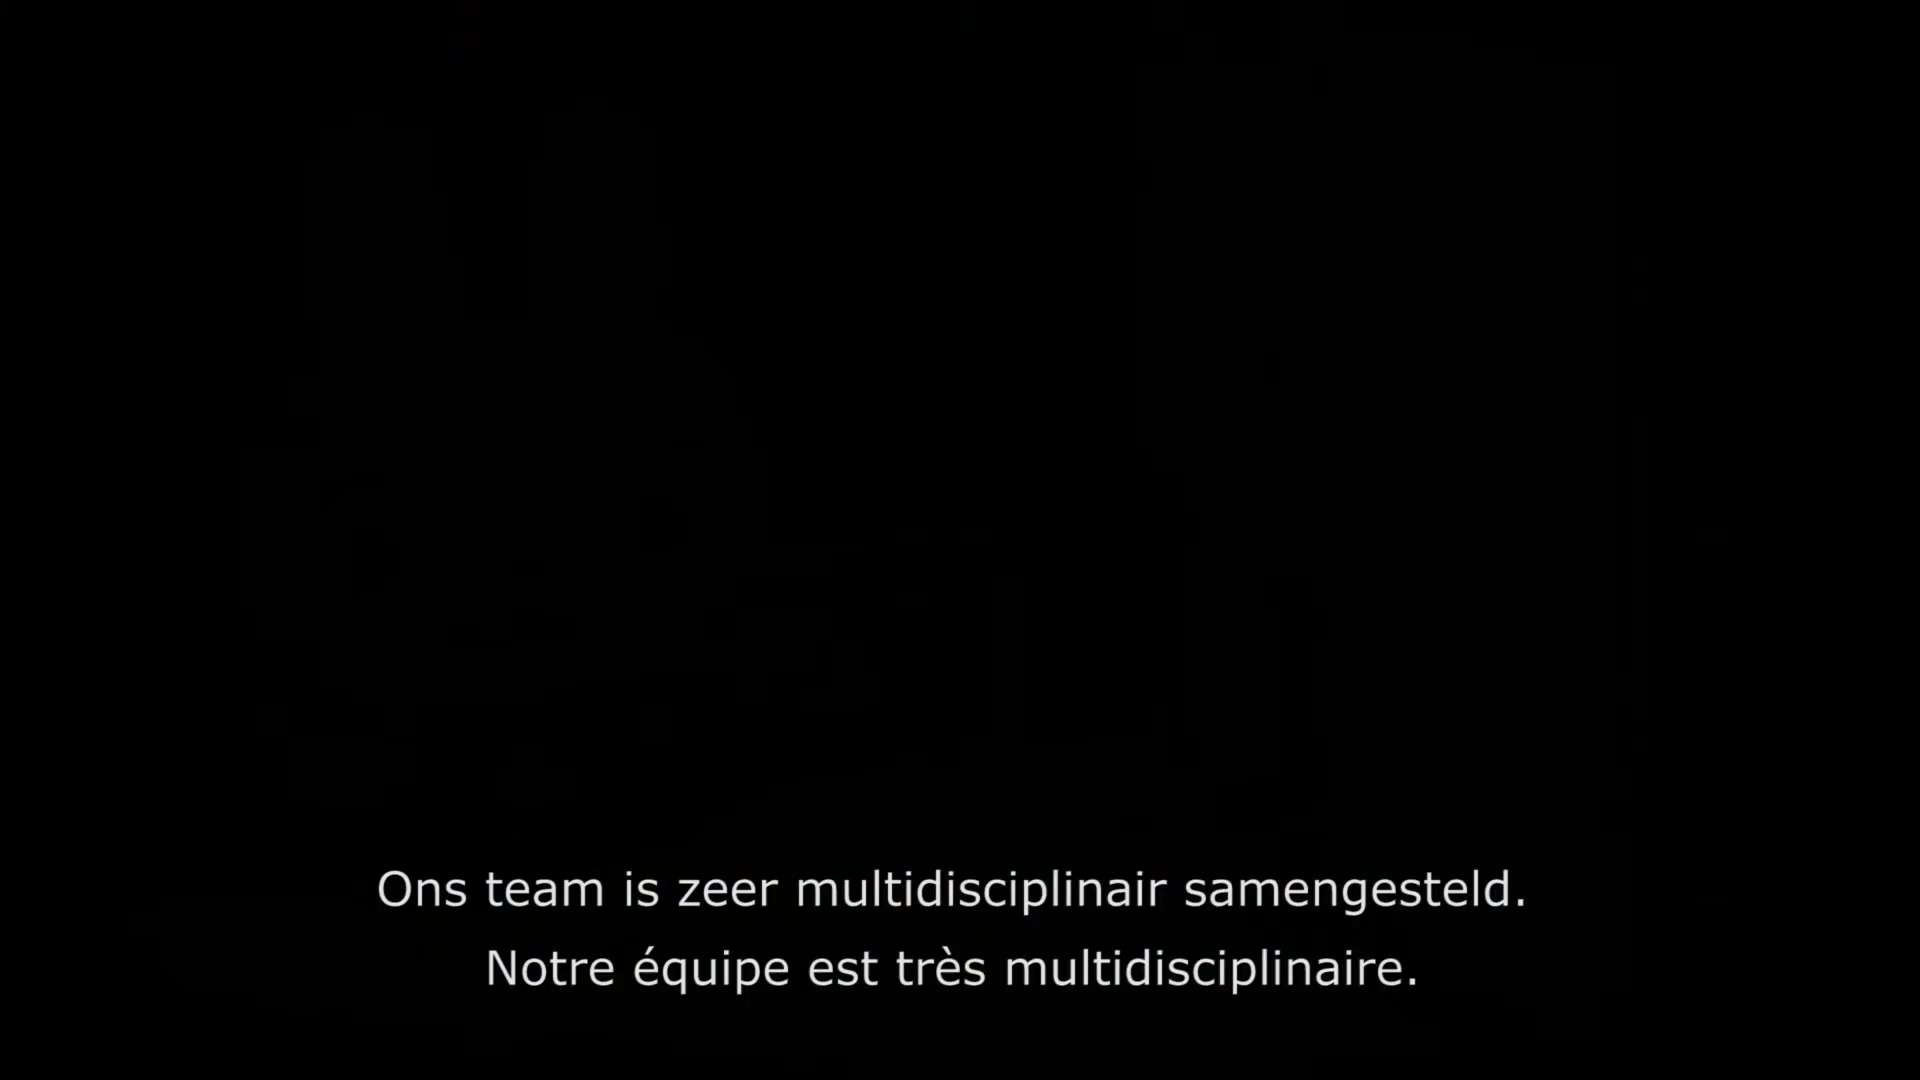 Ons team is zeer multidisciplinair samengesteld.
Notre équipe est très multidisciplinaire.